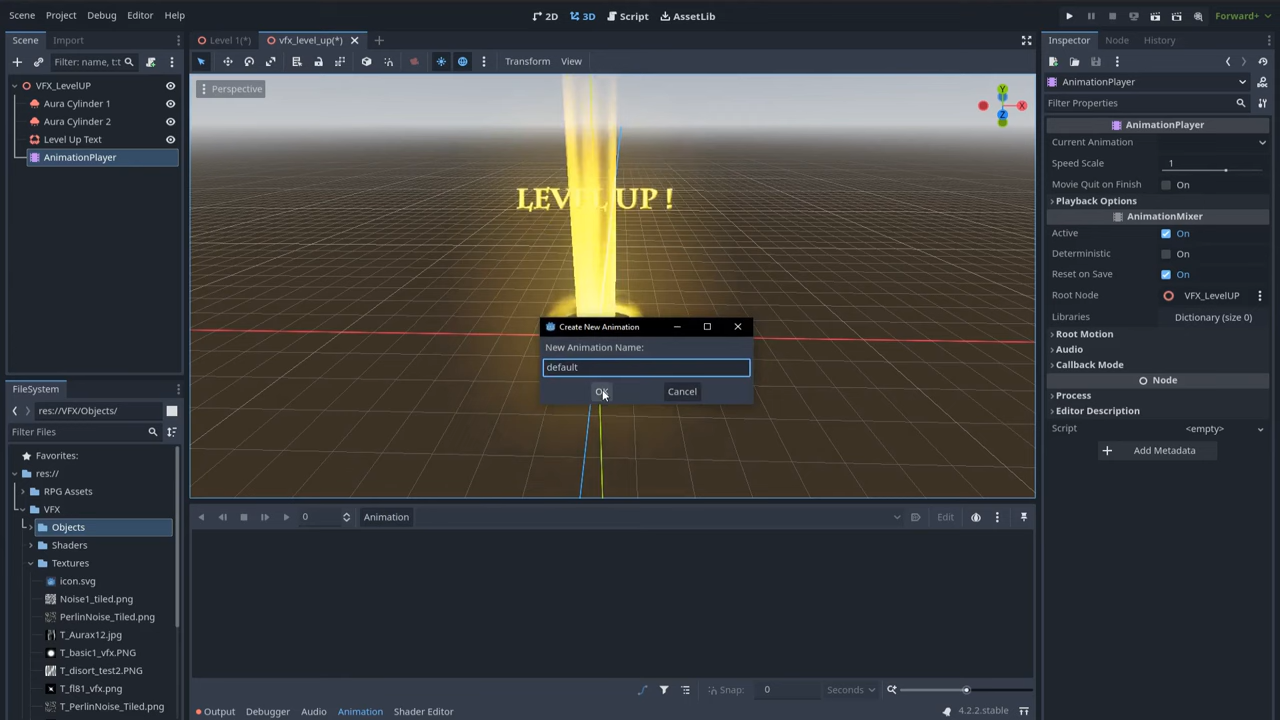 Scene Project Debug Editor Help
2D 3D Script AssetLib
Forward+
Scene Import
Level 1(*) vfx_level_up(*)
Inspector Node History
Filter: name, t:t
Transform View
AnimationPlayer
Filter Properties
VFX_LevelUP
Aura Cylinder 1
Aura Cylinder 2
Level Up Text
AnimationPlayer
Perspective
Y
X
Z
LEVEL UP !
AnimationPlayer
Current Animation
Speed Scale 1
Movie Quit on Finish On
Playback Options
AnimationMixer
Active On
Deterministic On
Reset on Save On
Root Node VFX_LevelUP
Libraries Dictionary (size 0)
Root Motion
Audio
Callback Mode
Node
Process
Editor Description
Script <empty>
Add Metadata
Create New Animation
New Animation Name:
default
OK Cancel
FileSystem
res://VFX/Objects/
Filter Files
Favorites:
res://
RPG Assets
VFX
Objects
Shaders
Textures
icon.svg
Noise1_tiled.png
PerlinNoise_Tiled.png
T_Aurax12.jpg
T_basic1_vfx.PNG
T_disort_test2.PNG
T_fl81_vfx.png
T_PerlinNoise_Tiled.png
0 Animation Edit
Snap: 0 Seconds
Output Debugger Audio Animation Shader Editor
4.2.2.stable